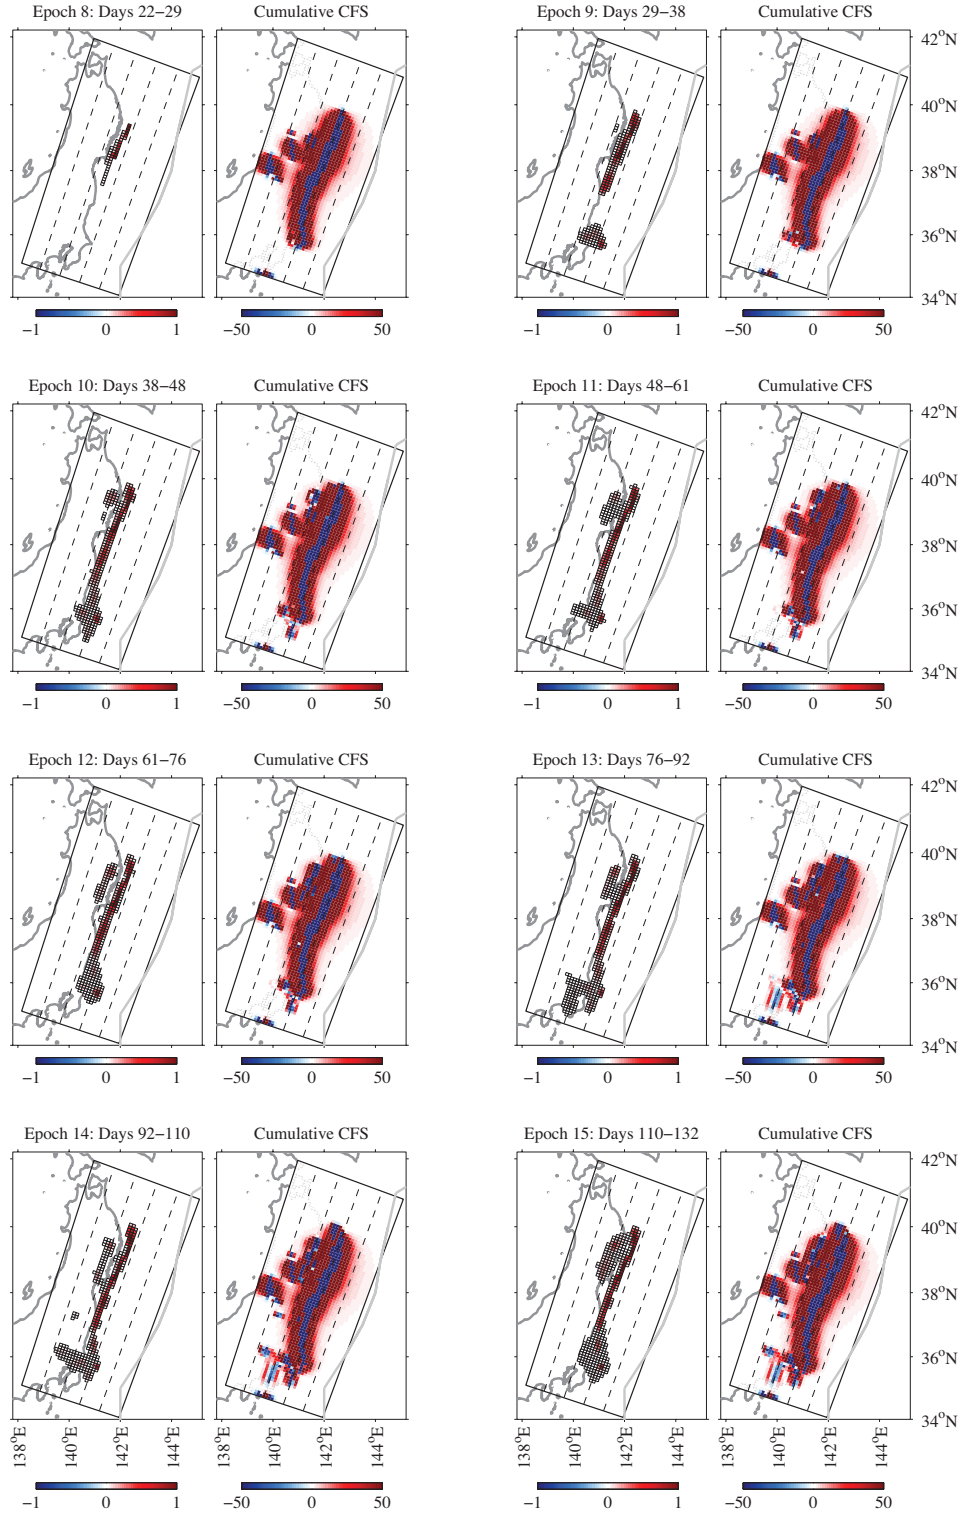 Epoch 8: Days 22−29 Cumulative CFS Epoch 9: Days 29−38 Cumulative CFS
42°N
40°N
38°N
36°N
34°N
−1 0 1 −50 0 50 −1 0 1 −50 0 50
Epoch 10: Days 38−48 Cumulative CFS Epoch 11: Days 48−61 Cumulative CFS
42°N
40°N
38°N
36°N
34°N
−1 0 1 −50 0 50 −1 0 1 −50 0 50
Epoch 12: Days 61−76 Cumulative CFS Epoch 13: Days 76−92 Cumulative CFS
42°N
40°N
38°N
36°N
34°N
−1 0 1 −50 0 50 −1 0 1 −50 0 50
Epoch 14: Days 92−110 Cumulative CFS Epoch 15: Days 110−132 Cumulative CFS
42°N
40°N
38°N
36°N
34°N
138°E 140°E 142°E 144°E 138°E 140°E 142°E 144°E 138°E 140°E 142°E 144°E 138°E 140°E 142°E 144°E
−1 0 1 −50 0 50 −1 0 1 −50 0 50